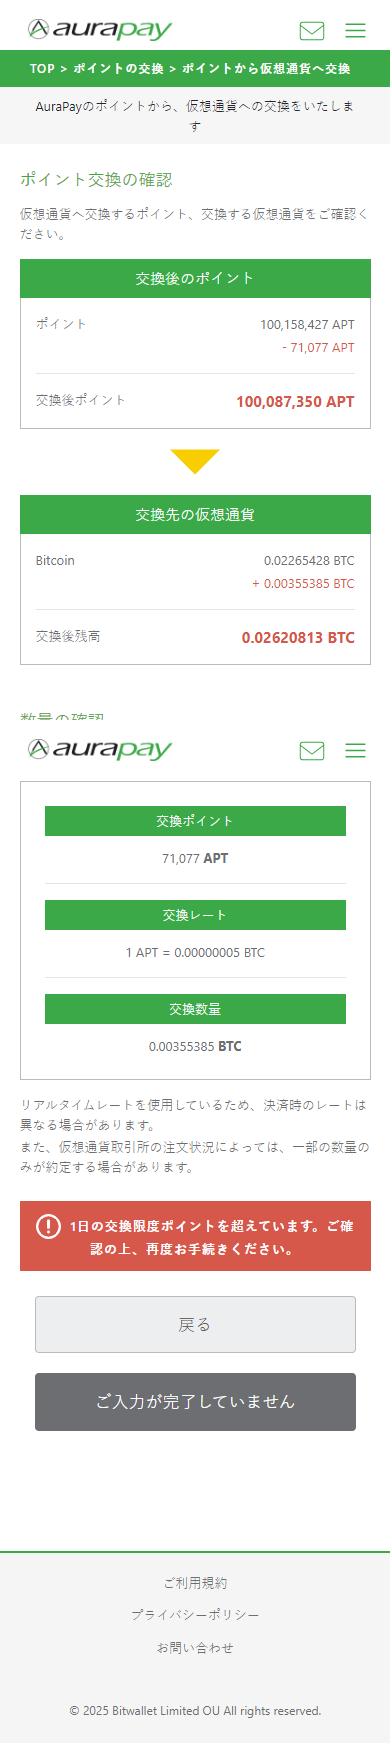 aurapay
TOP > ポイントの交換 > ポイントから仮想通貨へ交換
AuraPayのポイントから、仮想通貨への交換をいたしま
す
ポイント交換の確認
仮想通貨へ交換するポイント、交換する仮想通貨をご確認く
ださい。
交換後のポイント
ポイント 100,158,427 APT
- 71,077 APT
交換後ポイント 100,087,350 APT
交換先の仮想通貨
Bitcoin 0.02265428 BTC
+ 0.00355385 BTC
交換後残高 0.02620813 BTC
数量の確認
aurapay
交換ポイント
71,077 APT
交換レート
1 APT = 0.00000005 BTC
交換数量
0.00355385 BTC
リアルタイムレートを使用しているため、決済時のレートは
異なる場合があります。
また、仮想通貨取引所の注文状況によっては、一部の数量の
みが約定する場合があります。
1日の交換限度ポイントを超えています。ご確
認の上、再度お手続きください。
戻る
ご入力が完了していません
ご利用規約
プライバシーポリシー
お問い合わせ
© 2025 Bitwallet Limited OU All rights reserved.